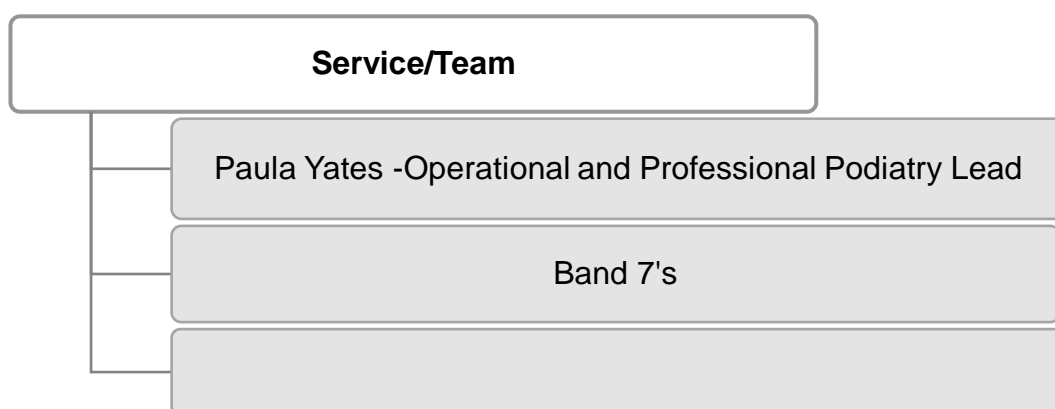 Service/Team
Paula Yates -Operational and Professional Podiatry Lead
Band 7's